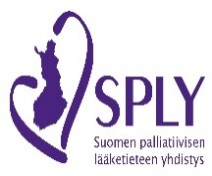 SPLY
Suomen palliatiivisen
lääketieteen yhdistys